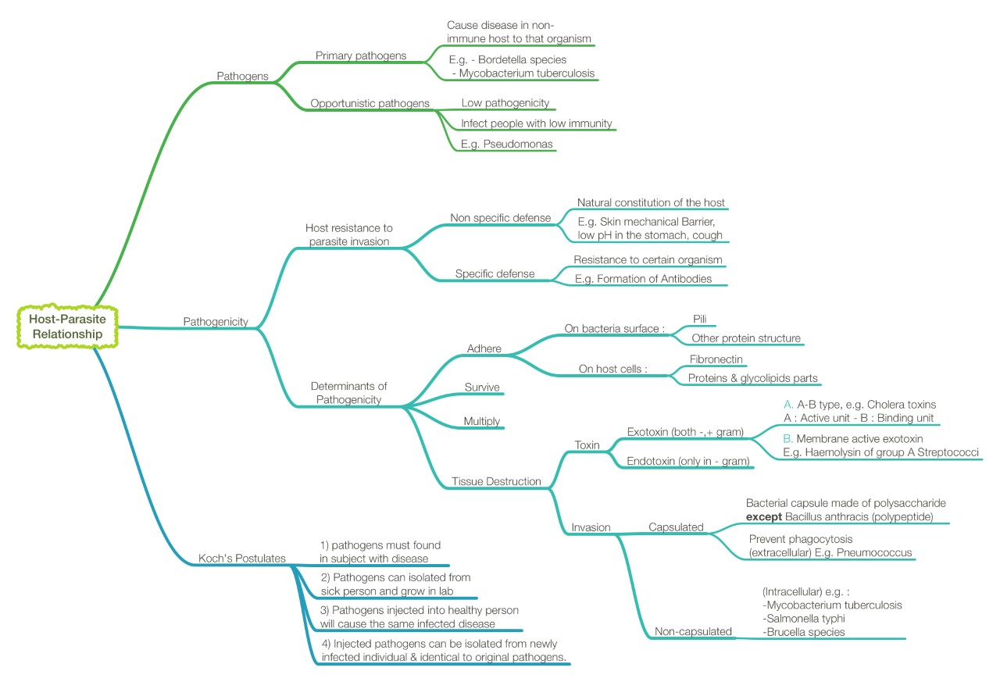 Host-Parasite
Relationship
Pathogens
Primary pathogens
Cause disease in non-
immune host to that organism
E.g. - Bordetella species
- Mycobacterium tuberculosis
Opportunistic pathogens
Low pathogenicity
Infect people with low immunity
E.g. Pseudomonas
Pathogenicity
Host resistance to
parasite invasion
Non specific defense
Natural constitution of the host
E.g. Skin mechanical Barrier,
low pH in the stomach, cough
Specific defense
Resistance to certain organism
E.g. Formation of Antibodies
Determinants of
Pathogenicity
Adhere
On bacteria surface :
Pili
Other protein structure
On host cells :
Fibronectin
Proteins & glycolipids parts
Survive
Multiply
Tissue Destruction
Toxin
Exotoxin (both -,+ gram)
A. A-B type, e.g. Cholera toxins
A : Active unit - B : Binding unit
B. Membrane active exotoxin
E.g. Haemolysin of group A Streptococci
Endotoxin (only in - gram)
Invasion
Capsulated
Bacterial capsule made of polysaccharide
except Bacillus anthracis (polypeptide)
Prevent phagocytosis
(extracellular) E.g. Pneumococcus
Non-capsulated
(Intracellular) e.g. :
-Mycobacterium tuberculosis
-Salmonella typhi
-Brucella species
Koch's Postulates
1) pathogens must found
in subject with disease
2) Pathogens can isolated from
sick person and grow in lab
3) Pathogens injected into healthy person
will cause the same infected disease
4) Injected pathogens can be isolated from newly
infected individual & identical to original pathogens.